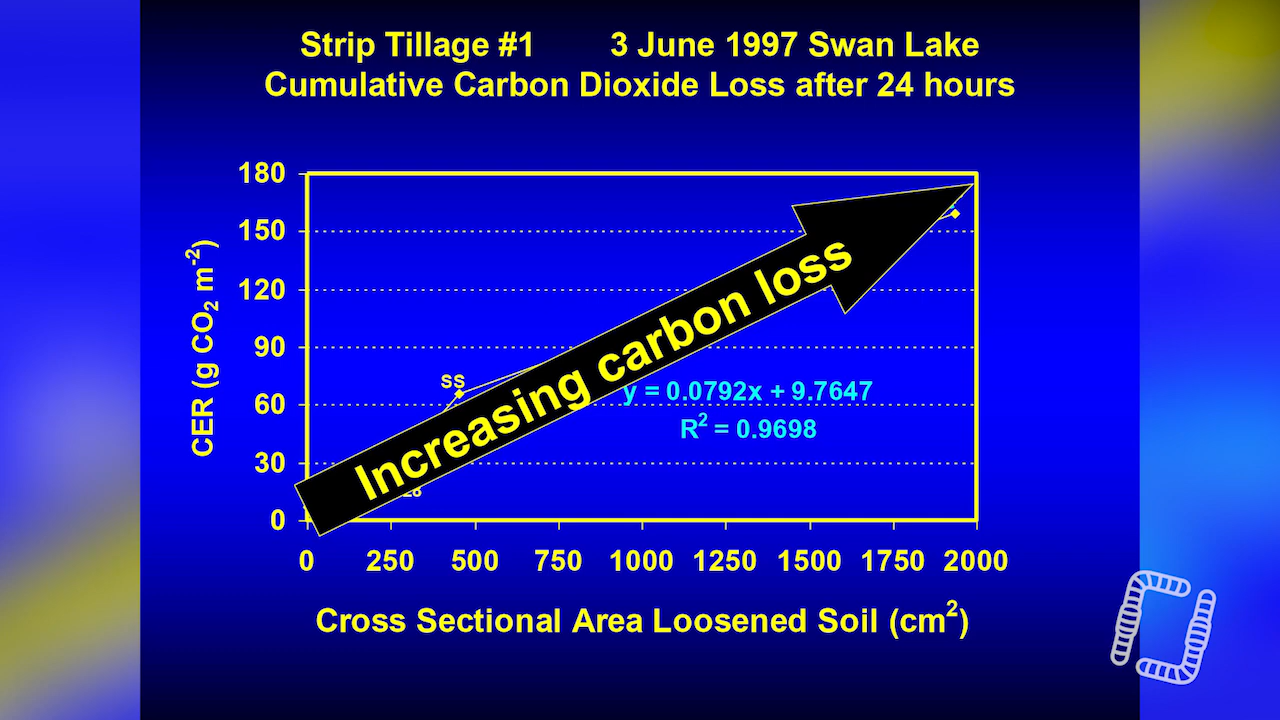 Strip Tillage #1 3 June 1997 Swan Lake
Cumulative Carbon Dioxide Loss after 24 hours
180
150
120
90
60
30
0
CER (g CO₂ m⁻²)
SS
Increasing carbon loss
y = 0.0792x + 9.7647
R² = 0.9698
0 250 500 750 1000 1250 1500 1750 2000
Cross Sectional Area Loosened Soil (cm²)